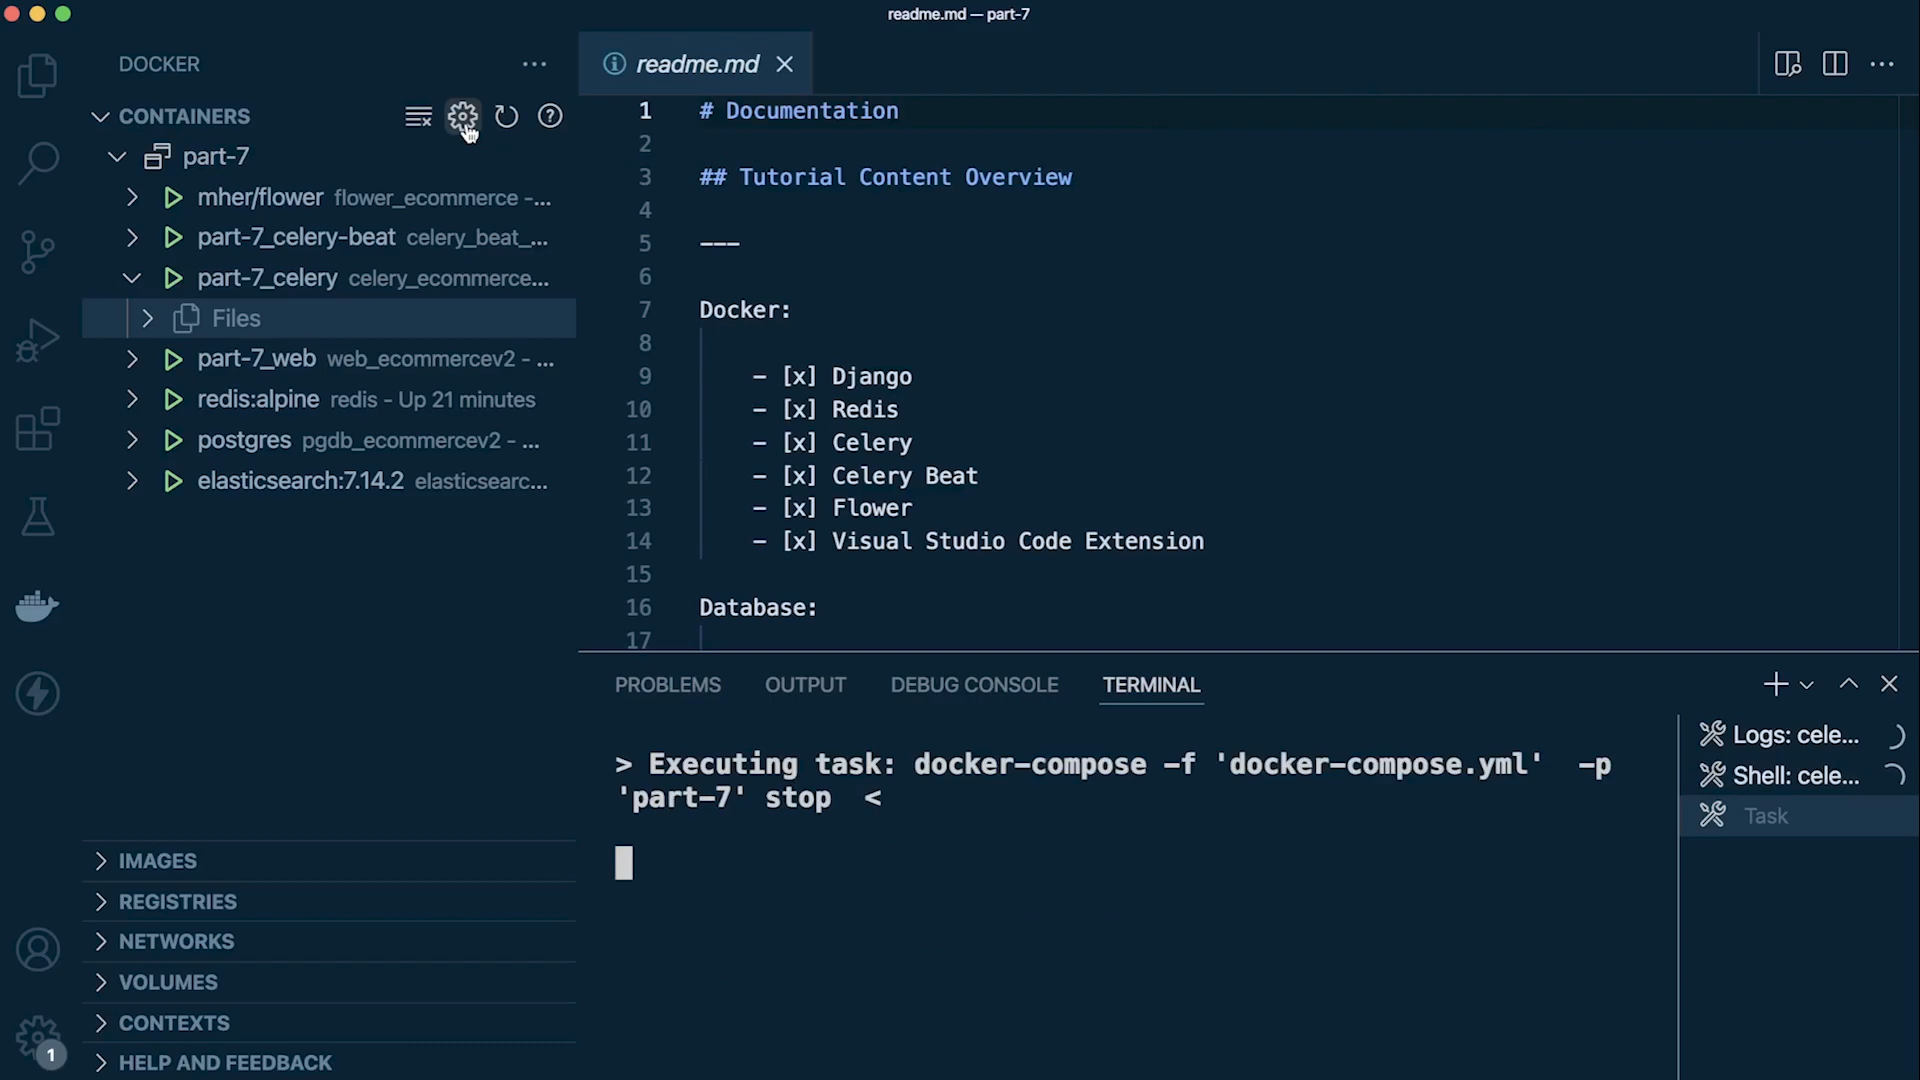 readme.md — part-7
DOCKER
readme.md
CONTAINERS
part-7
mher/flower flower_ecommerce -...
part-7_celery-beat celery_beat_...
part-7_celery celery_ecommerce...
Files
part-7_web web_ecommercev2 - ...
redis:alpine redis - Up 21 minutes
postgres pgdb_ecommercev2 - ...
elasticsearch:7.14.2 elasticsearc...
IMAGES
REGISTRIES
NETWORKS
VOLUMES
CONTEXTS
HELP AND FEEDBACK
1
1 # Documentation
2
3 ## Tutorial Content Overview
4
5 ---
6
7 Docker:
8
9 - [x] Django
10 - [x] Redis
11 - [x] Celery
12 - [x] Celery Beat
13 - [x] Flower
14 - [x] Visual Studio Code Extension
15
16 Database:
17
PROBLEMS OUTPUT DEBUG CONSOLE TERMINAL
> Executing task: docker-compose -f 'docker-compose.yml'  -p
'part-7' stop  <
Logs: cele...
Shell: cele...
Task